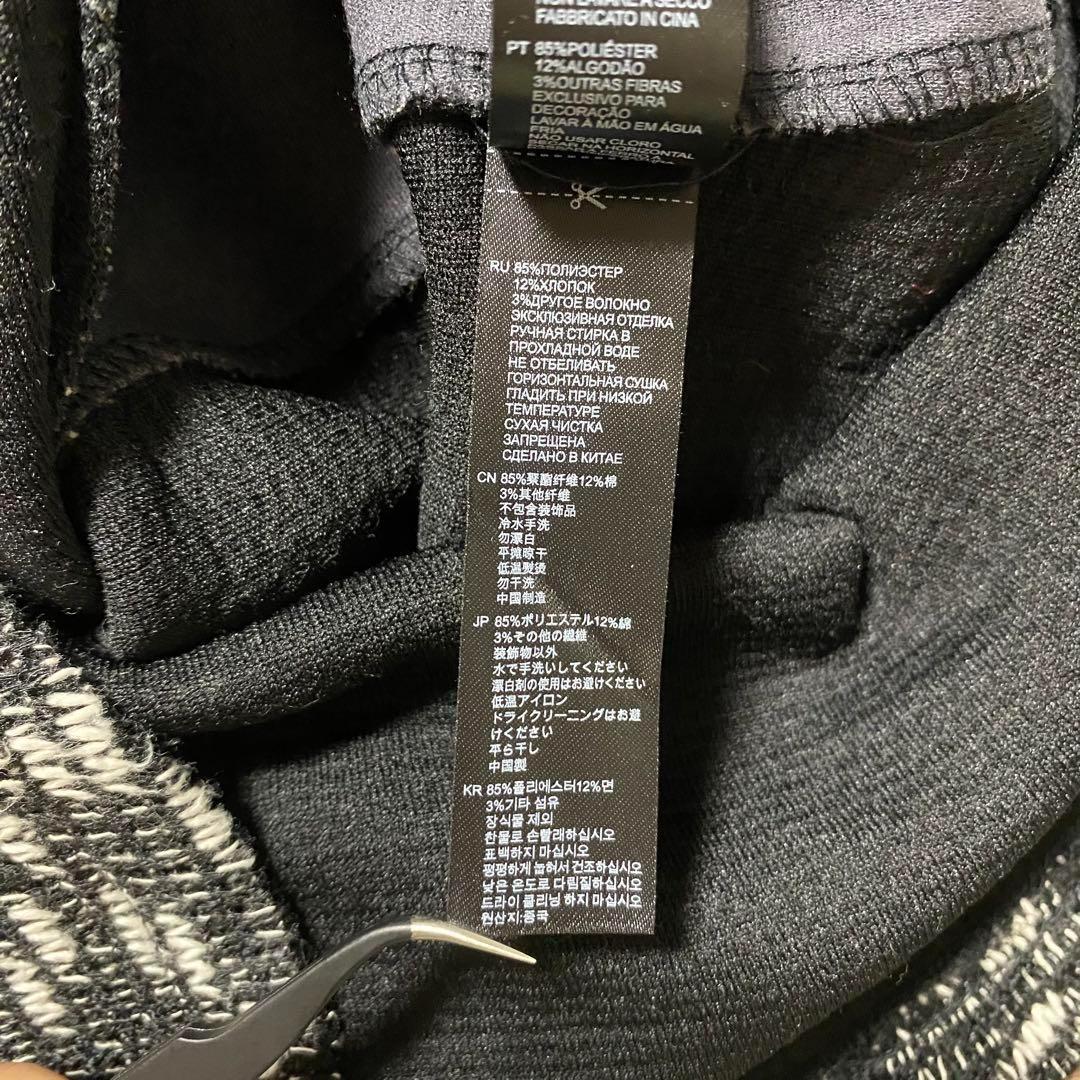 NON LAVARE A SECCO
FABBRICATO IN CINA
PT 85%POLIÉSTER
12%ALGODÃO
3%OUTRAS FIBRAS
EXCLUSIVO PARA
DECORAÇÃO
LAVAR À MÃO EM ÁGUA
FRIA
NÃO USAR CLORO
RU 85%ПОЛИЭСТЕР
12%ХЛОПОК
3%ДРУГОЕ ВОЛОКНО
ЭКСКЛЮЗИВНАЯ ОТДЕЛКА
РУЧНАЯ СТИРКА В
ПРОХЛАДНОЙ ВОДЕ
НЕ ОТБЕЛИВАТЬ
ГОРИЗОНТАЛЬНАЯ СУШКА
ГЛАДИТЬ ПРИ НИЗКОЙ
ТЕМПЕРАТУРЕ
СУХАЯ ЧИСТКА
ЗАПРЕЩЕНА
СДЕЛАНО В КИТАЕ
CN 85%聚酯纤维12%棉
3%其他纤维
不包含装饰品
冷水手洗
勿漂白
平摊晾干
低温熨烫
勿干洗
中国制造
JP 85%ポリエステル12%綿
3%その他の繊維
装飾物以外
水で手洗いしてください
漂白剤の使用はお避けください
低温アイロン
ドライクリーニングはお避
けください
平ら干し
中国製
KR 85%폴리에스터12%면
3%기타 섬유
장식물 제외
찬물로 손빨래하십시오
표백하지 마십시오
평평하게 눕혀서 건조하십시오
낮은 온도로 다림질하십시오
드라이 클리닝 하지 마십시오
원산지:중국